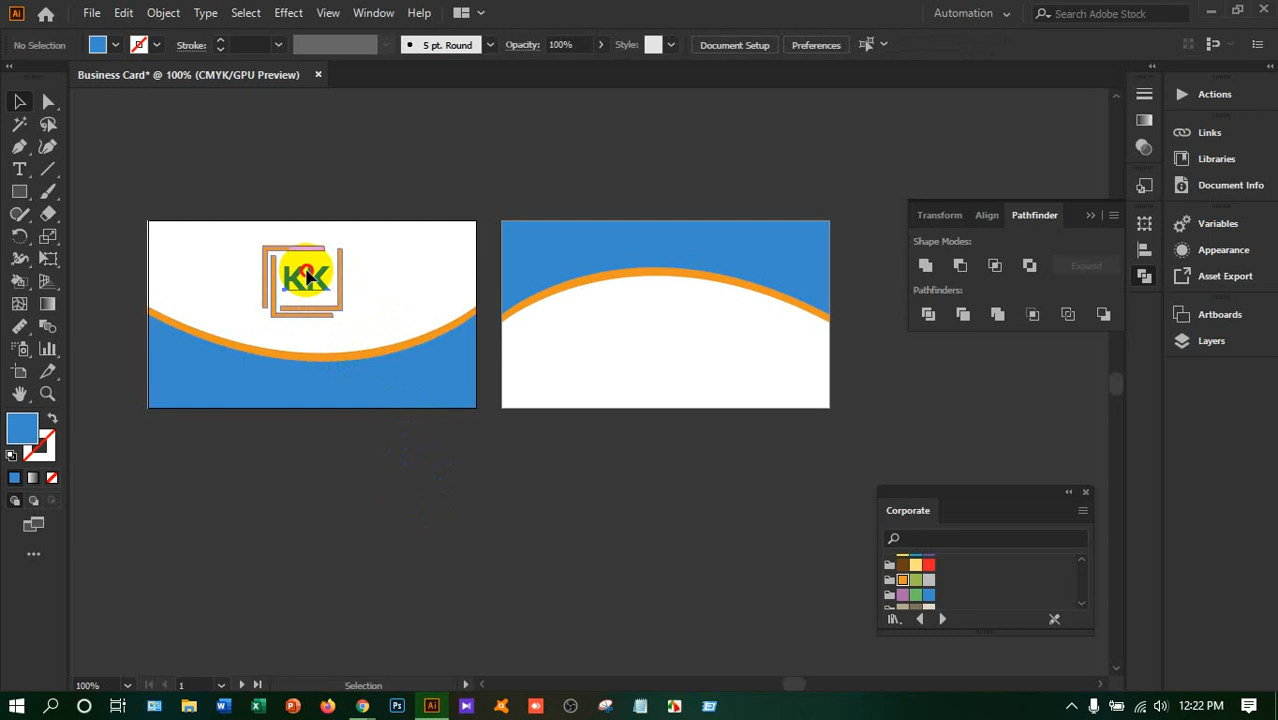 File Edit Object Type Select Effect View Window Help Automation Search Adobe Stock
No Selection Stroke: 5 pt. Round Opacity: 100% Style: Document Setup Preferences
Business Card* @ 100% (CMYK/GPU Preview)
Transform Align Pathfinder
Shape Modes:
Expand
Pathfinders:
Actions
Links
Libraries
Document Info
Variables
Appearance
Asset Export
Artboards
Layers
KK
Corporate
100% 1 Selection
12:22 PM